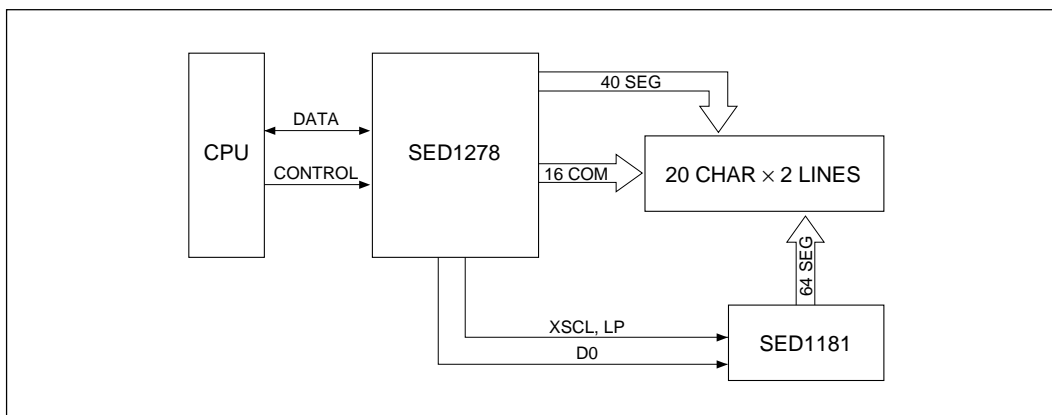 40 SEG
DATA
CPU
SED1278
CONTROL
16 COM
20 CHAR × 2 LINES
64 SEG
XSCL, LP
SED1181
D0